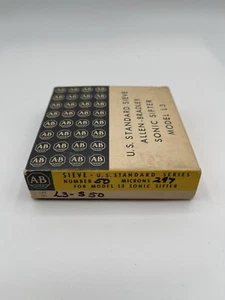 U.S. STANDARD SIEVE
ALLEN-BRADLEY
SONIC SIFTER
MODEL L3
AB
SIEVE - U.S. STANDARD SERIES
NUMBER 50 MICRONS 297
FOR MODEL L3 SONIC SIFTER
L3-S50